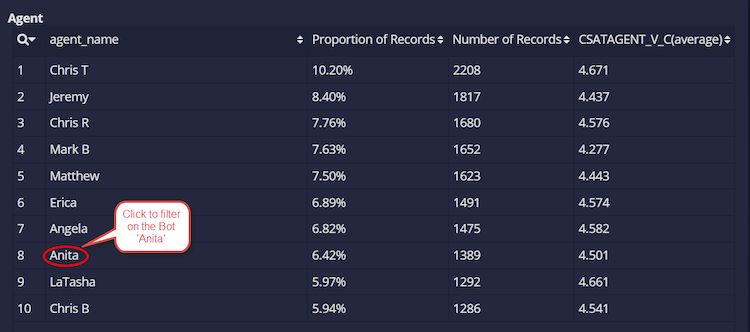 Agent
agent_name Proportion of Records Number of Records CSATAGENT_V_C(average)
1 Chris T 10.20% 2208 4.671
2 Jeremy 8.40% 1817 4.437
3 Chris R 7.76% 1680 4.576
4 Mark B 7.63% 1652 4.277
5 Matthew 7.50% 1623 4.443
6 Erica 6.89% 1491 4.574
7 Angela 6.82% 1475 4.582
8 Anita 6.42% 1389 4.501
9 LaTasha 5.97% 1292 4.661
10 Chris B 5.94% 1286 4.541
Click to filter
on the Bot
'Anita'